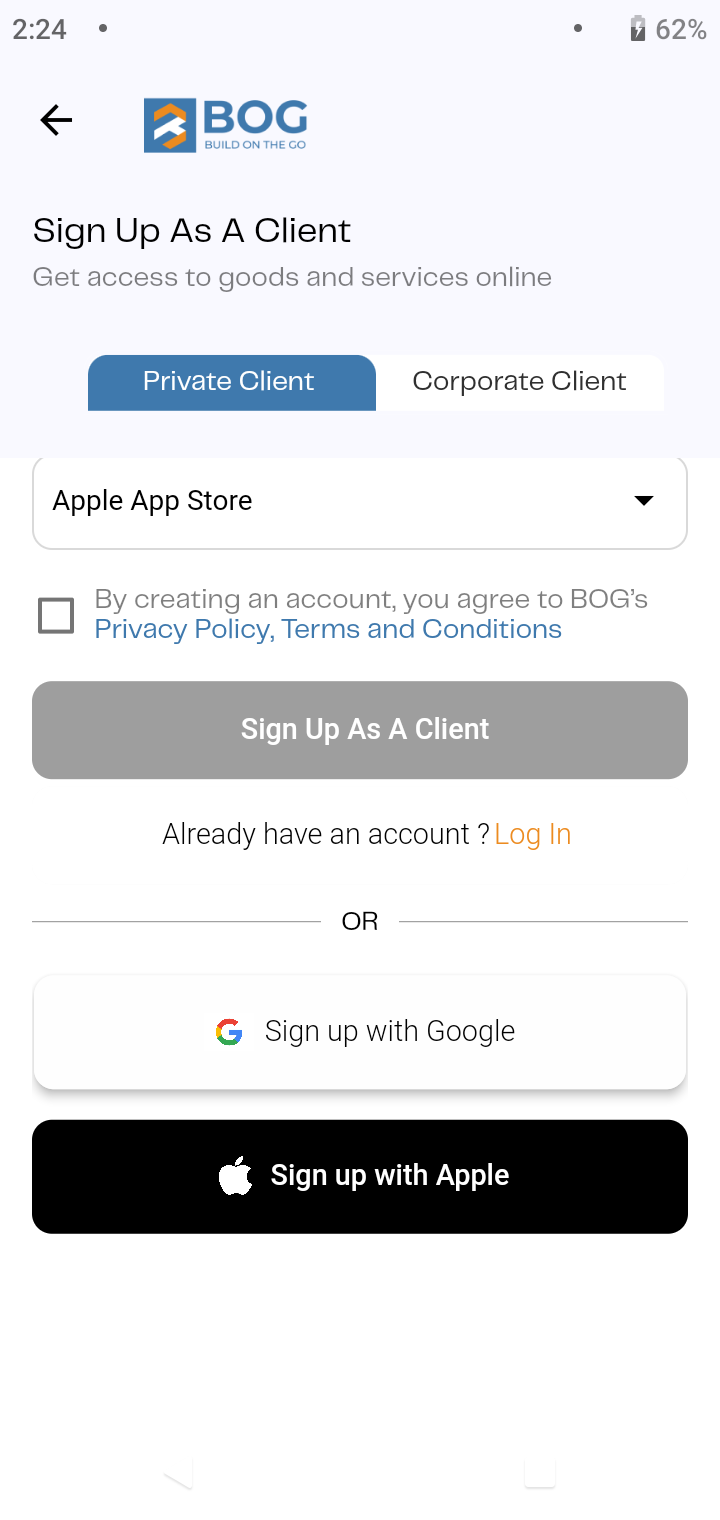 2:24
62%
BOG
BUILD ON THE GO
Sign Up As A Client
Get access to goods and services online
Private Client
Corporate Client
Apple App Store
By creating an account, you agree to BOG's
Privacy Policy, Terms and Conditions
Sign Up As A Client
Already have an account ? Log In
OR
Sign up with Google
Sign up with Apple